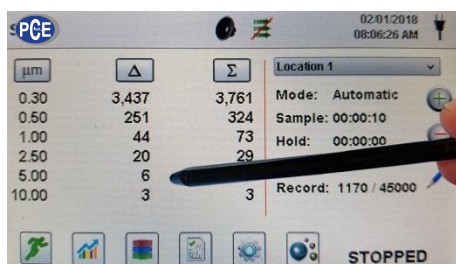 S PCE
02/01/2018
08:06:26 AM
µm Δ Σ
0.30 3,437 3,761
0.50 251 324
1.00 44 73
2.50 20 29
5.00 6
10.00 3 3
Location 1
Mode: Automatic
Sample: 00:00:10
Hold: 00:00:00
Record: 1170 / 45000
STOPPED